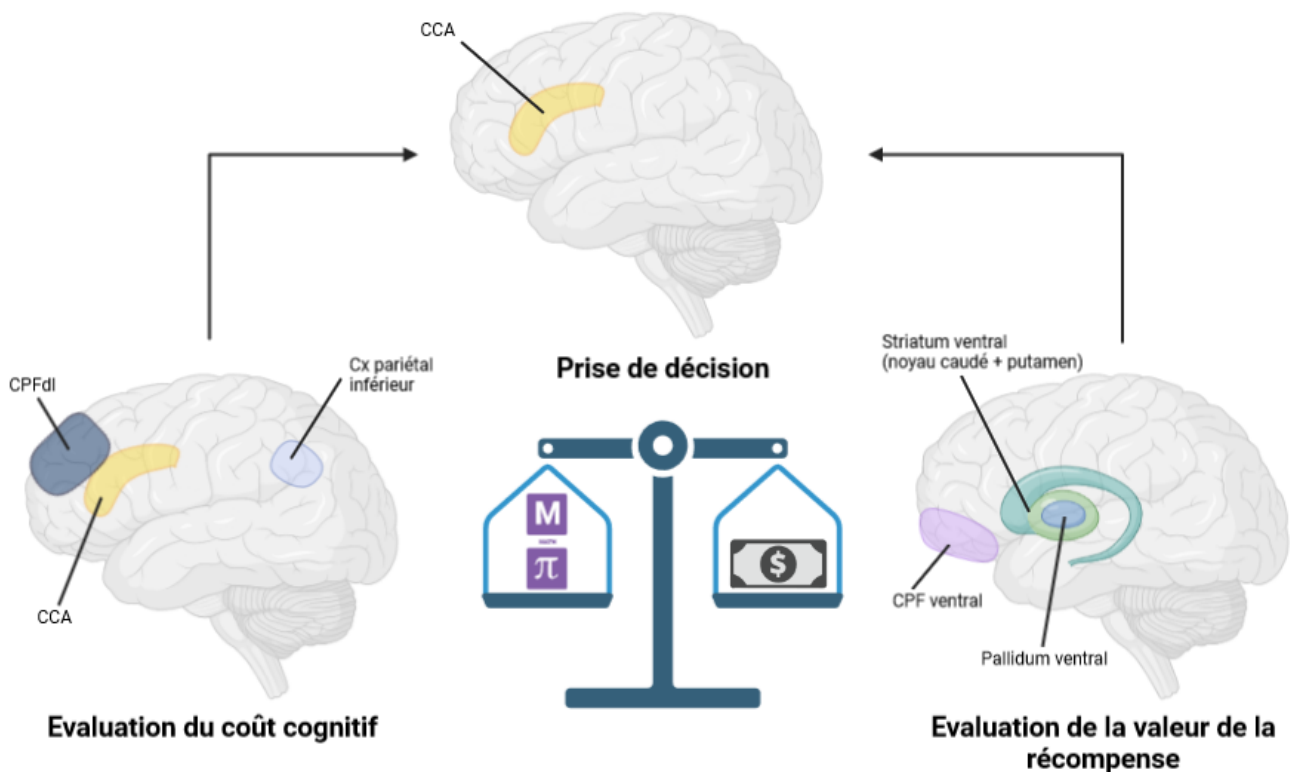 CCA
Prise de décision
CPFdl
Cx pariétal
inférieur
CCA
Evaluation du coût cognitif
M
π
$
Striatum ventral
(noyau caudé + putamen)
CPF ventral
Pallidum ventral
Evaluation de la valeur de la
récompense